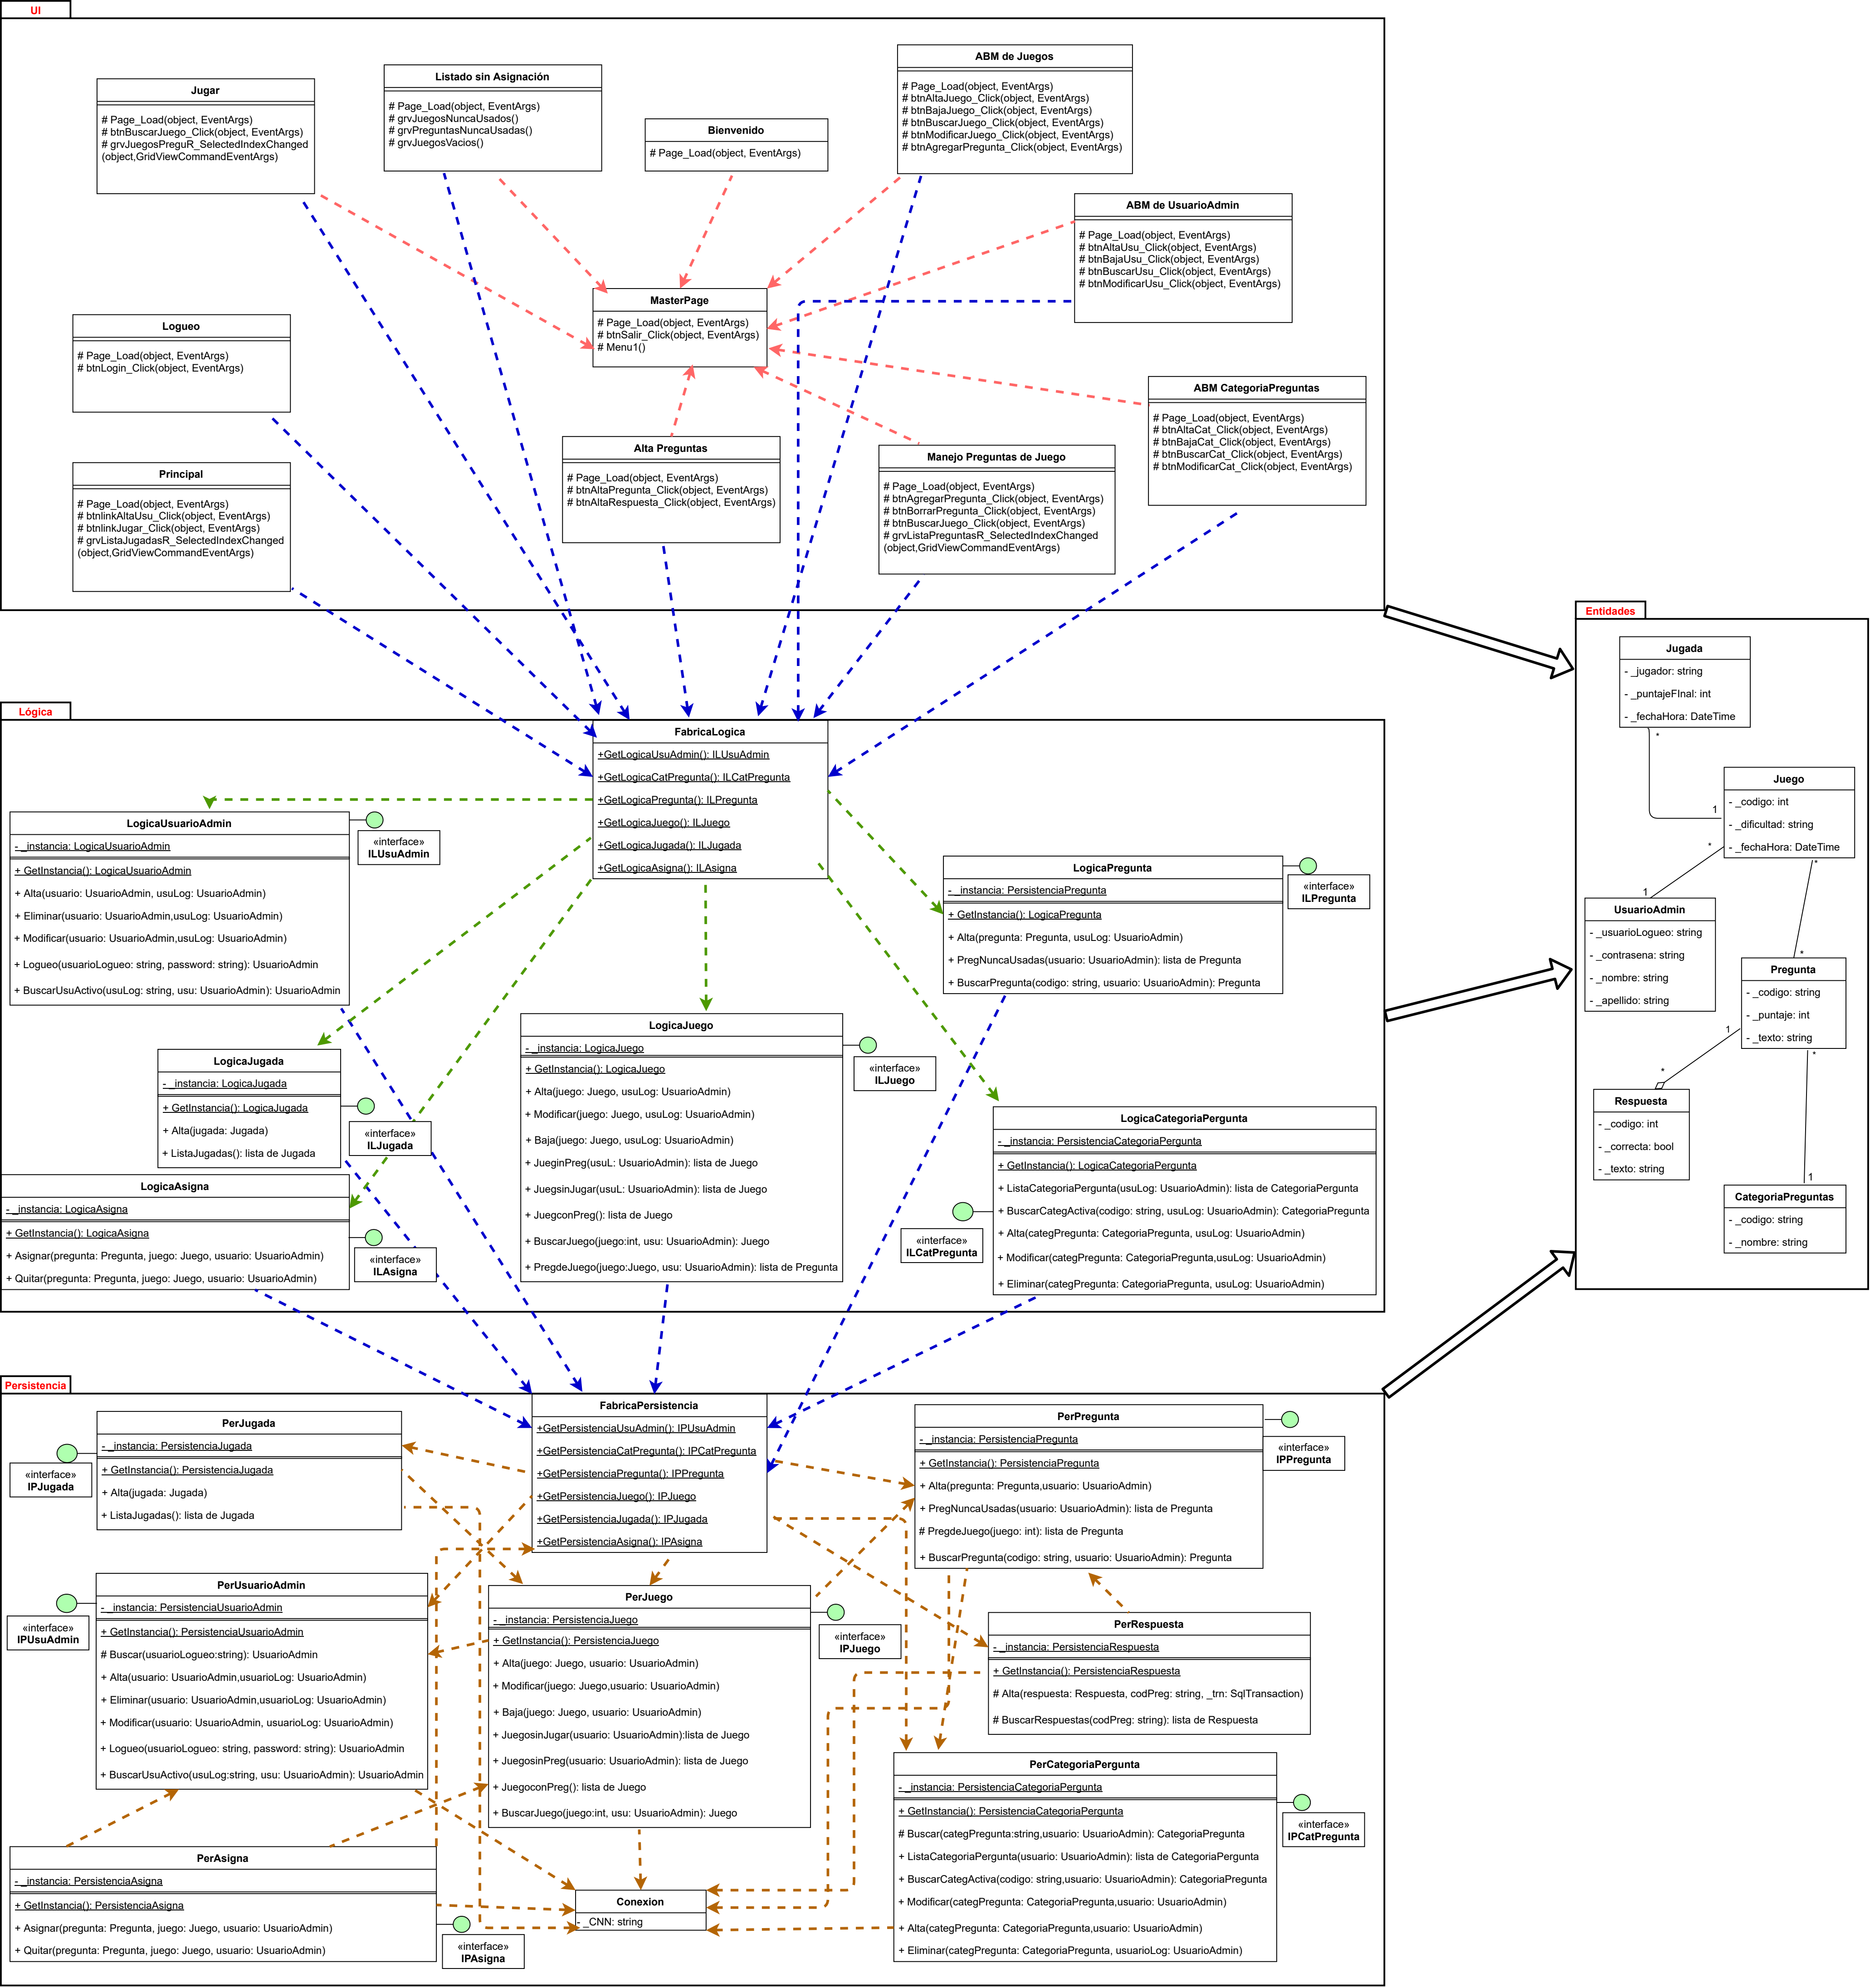 UI
Jugar
# Page_Load(object, EventArgs)
# btnBuscarJuego_Click(object, EventArgs)
# grvJuegosPreguR_SelectedIndexChanged
(object,GridViewCommandEventArgs)
Listado sin Asignación
# Page_Load(object, EventArgs)
# grvJuegosNuncaUsados()
# grvPreguntasNuncaUsadas()
# grvJuegosVacios()
Bienvenido
# Page_Load(object, EventArgs)
ABM de Juegos
# Page_Load(object, EventArgs)
# btnAltaJuego_Click(object, EventArgs)
# btnBajaJuego_Click(object, EventArgs)
# btnBuscarJuego_Click(object, EventArgs)
# btnModificarJuego_Click(object, EventArgs)
# btnAgregarPregunta_Click(object, EventArgs)
ABM de UsuarioAdmin
# Page_Load(object, EventArgs)
# btnAltaUsu_Click(object, EventArgs)
# btnBajaUsu_Click(object, EventArgs)
# btnBuscarUsu_Click(object, EventArgs)
# btnModificarUsu_Click(object, EventArgs)
MasterPage
# Page_Load(object, EventArgs)
# btnSalir_Click(object, EventArgs)
# Menu1()
Logueo
# Page_Load(object, EventArgs)
# btnLogin_Click(object, EventArgs)
ABM CategoriaPreguntas
# Page_Load(object, EventArgs)
# btnAltaCat_Click(object, EventArgs)
# btnBajaCat_Click(object, EventArgs)
# btnBuscarCat_Click(object, EventArgs)
# btnModificarCat_Click(object, EventArgs)
Principal
# Page_Load(object, EventArgs)
# btnlinkAltaUsu_Click(object, EventArgs)
# btnlinkJugar_Click(object, EventArgs)
# grvListaJugadasR_SelectedIndexChanged
(object,GridViewCommandEventArgs)
Alta Preguntas
# Page_Load(object, EventArgs)
# btnAltaPregunta_Click(object, EventArgs)
# btnAltaRespuesta_Click(object, EventArgs)
Manejo Preguntas de Juego
# Page_Load(object, EventArgs)
# btnAgregarPregunta_Click(object, EventArgs)
# btnBorrarPregunta_Click(object, EventArgs)
# btnBuscarJuego_Click(object, EventArgs)
# grvListaPreguntasR_SelectedIndexChanged
(object,GridViewCommandEventArgs)
Entidades
Jugada
- _jugador: string
- _puntajeFInal: int
- _fechaHora: DateTime
*
1
Juego
- _codigo: int
- _dificultad: string
- _fechaHora: DateTime
*
*
1
UsuarioAdmin
- _usuarioLogueo: string
- _contrasena: string
- _nombre: string
- _apellido: string
*
Pregunta
- _codigo: string
- _puntaje: int
- _texto: string
1
*
*
Respuesta
- _codigo: int
- _correcta: bool
- _texto: string
1
CategoriaPreguntas
- _codigo: string
- _nombre: string
Lógica
FabricaLogica
+GetLogicaUsuAdmin(): ILUsuAdmin
+GetLogicaCatPregunta(): ILCatPregunta
+GetLogicaPregunta(): ILPregunta
+GetLogicaJuego(): ILJuego
+GetLogicaJugada(): ILJugada
+GetLogicaAsigna(): ILAsigna
LogicaUsuarioAdmin
- _instancia: LogicaUsuarioAdmin
+ GetInstancia(): LogicaUsuarioAdmin
+ Alta(usuario: UsuarioAdmin, usuLog: UsuarioAdmin)
+ Eliminar(usuario: UsuarioAdmin,usuLog: UsuarioAdmin)
+ Modificar(usuario: UsuarioAdmin,usuLog: UsuarioAdmin)
+ Logueo(usuarioLogueo: string, password: string): UsuarioAdmin
+ BuscarUsuActivo(usuLog: string, usu: UsuarioAdmin): UsuarioAdmin
«interface»
ILUsuAdmin
LogicaPregunta
- _instancia: PersistenciaPregunta
+ GetInstancia(): LogicaPregunta
+ Alta(pregunta: Pregunta, usuLog: UsuarioAdmin)
+ PregNuncaUsadas(usuario: UsuarioAdmin): lista de Pregunta
+ BuscarPregunta(codigo: string, usuario: UsuarioAdmin): Pregunta
«interface»
ILPregunta
LogicaJugada
- _instancia: LogicaJugada
+ GetInstancia(): LogicaJugada
+ Alta(jugada: Jugada)
+ ListaJugadas(): lista de Jugada
«interface»
ILJugada
LogicaJuego
- _instancia: LogicaJuego
+ GetInstancia(): LogicaJuego
+ Alta(juego: Juego, usuLog: UsuarioAdmin)
+ Modificar(juego: Juego, usuLog: UsuarioAdmin)
+ Baja(juego: Juego, usuLog: UsuarioAdmin)
+ JueginPreg(usuL: UsuarioAdmin): lista de Juego
+ JuegsinJugar(usuL: UsuarioAdmin): lista de Juego
+ JuegconPreg(): lista de Juego
+ BuscarJuego(juego:int, usu: UsuarioAdmin): Juego
+ PregdeJuego(juego:Juego, usu: UsuarioAdmin): lista de Pregunta
«interface»
ILJuego
LogicaCategoriaPergunta
- _instancia: PersistenciaCategoriaPergunta
+ GetInstancia(): LogicaCategoriaPergunta
+ ListaCategoriaPergunta(usuLog: UsuarioAdmin): lista de CategoriaPergunta
+ BuscarCategActiva(codigo: string, usuLog: UsuarioAdmin): CategoriaPregunta
+ Alta(categPregunta: CategoriaPregunta, usuLog: UsuarioAdmin)
+ Modificar(categPregunta: CategoriaPregunta,usuLog: UsuarioAdmin)
+ Eliminar(categPregunta: CategoriaPregunta, usuLog: UsuarioAdmin)
«interface»
ILCatPregunta
LogicaAsigna
- _instancia: LogicaAsigna
+ GetInstancia(): LogicaAsigna
+ Asignar(pregunta: Pregunta, juego: Juego, usuario: UsuarioAdmin)
+ Quitar(pregunta: Pregunta, juego: Juego, usuario: UsuarioAdmin)
«interface»
ILAsigna
Persistencia
FabricaPersistencia
+GetPersistenciaUsuAdmin(): IPUsuAdmin
+GetPersistenciaCatPregunta(): IPCatPregunta
+GetPersistenciaPregunta(): IPPregunta
+GetPersistenciaJuego(): IPJuego
+GetPersistenciaJugada(): IPJugada
+GetPersistenciaAsigna(): IPAsigna
PerJugada
- _instancia: PersistenciaJugada
+ GetInstancia(): PersistenciaJugada
+ Alta(jugada: Jugada)
+ ListaJugadas(): lista de Jugada
«interface»
IPJugada
PerPregunta
- _instancia: PersistenciaPregunta
+ GetInstancia(): PersistenciaPregunta
+ Alta(pregunta: Pregunta,usuario: UsuarioAdmin)
+ PregNuncaUsadas(usuario: UsuarioAdmin): lista de Pregunta
# PregdeJuego(juego: int): lista de Pregunta
+ BuscarPregunta(codigo: string, usuario: UsuarioAdmin): Pregunta
«interface»
IPPregunta
PerUsuarioAdmin
- _instancia: PersistenciaUsuarioAdmin
+ GetInstancia(): PersistenciaUsuarioAdmin
# Buscar(usuarioLogueo:string): UsuarioAdmin
+ Alta(usuario: UsuarioAdmin,usuarioLog: UsuarioAdmin)
+ Eliminar(usuario: UsuarioAdmin,usuarioLog: UsuarioAdmin)
+ Modificar(usuario: UsuarioAdmin, usuarioLog: UsuarioAdmin)
+ Logueo(usuarioLogueo: string, password: string): UsuarioAdmin
+ BuscarUsuActivo(usuLog:string, usu: UsuarioAdmin): UsuarioAdmin
«interface»
IPUsuAdmin
PerJuego
- _instancia: PersistenciaJuego
+ GetInstancia(): PersistenciaJuego
+ Alta(juego: Juego, usuario: UsuarioAdmin)
+ Modificar(juego: Juego,usuario: UsuarioAdmin)
+ Baja(juego: Juego, usuario: UsuarioAdmin)
+ JuegosinJugar(usuario: UsuarioAdmin):lista de Juego
+ JuegosinPreg(usuario: UsuarioAdmin): lista de Juego
+ JuegoconPreg(): lista de Juego
+ BuscarJuego(juego:int, usu: UsuarioAdmin): Juego
«interface»
IPJuego
PerRespuesta
- _instancia: PersistenciaRespuesta
+ GetInstancia(): PersistenciaRespuesta
# Alta(respuesta: Respuesta, codPreg: string, _trn: SqlTransaction)
# BuscarRespuestas(codPreg: string): lista de Respuesta
PerCategoriaPergunta
- _instancia: PersistenciaCategoriaPergunta
+ GetInstancia(): PersistenciaCategoriaPergunta
# Buscar(categPregunta:string,usuario: UsuarioAdmin): CategoriaPregunta
+ ListaCategoriaPergunta(usuario: UsuarioAdmin): lista de CategoriaPergunta
+ BuscarCategActiva(codigo: string,usuario: UsuarioAdmin): CategoriaPregunta
+ Modificar(categPregunta: CategoriaPregunta,usuario: UsuarioAdmin)
+ Alta(categPregunta: CategoriaPregunta,usuario: UsuarioAdmin)
+ Eliminar(categPregunta: CategoriaPregunta, usuarioLog: UsuarioAdmin)
«interface»
IPCatPregunta
PerAsigna
- _instancia: PersistenciaAsigna
+ GetInstancia(): PersistenciaAsigna
+ Asignar(pregunta: Pregunta, juego: Juego, usuario: UsuarioAdmin)
+ Quitar(pregunta: Pregunta, juego: Juego, usuario: UsuarioAdmin)
«interface»
IPAsigna
Conexion
- _CNN: string